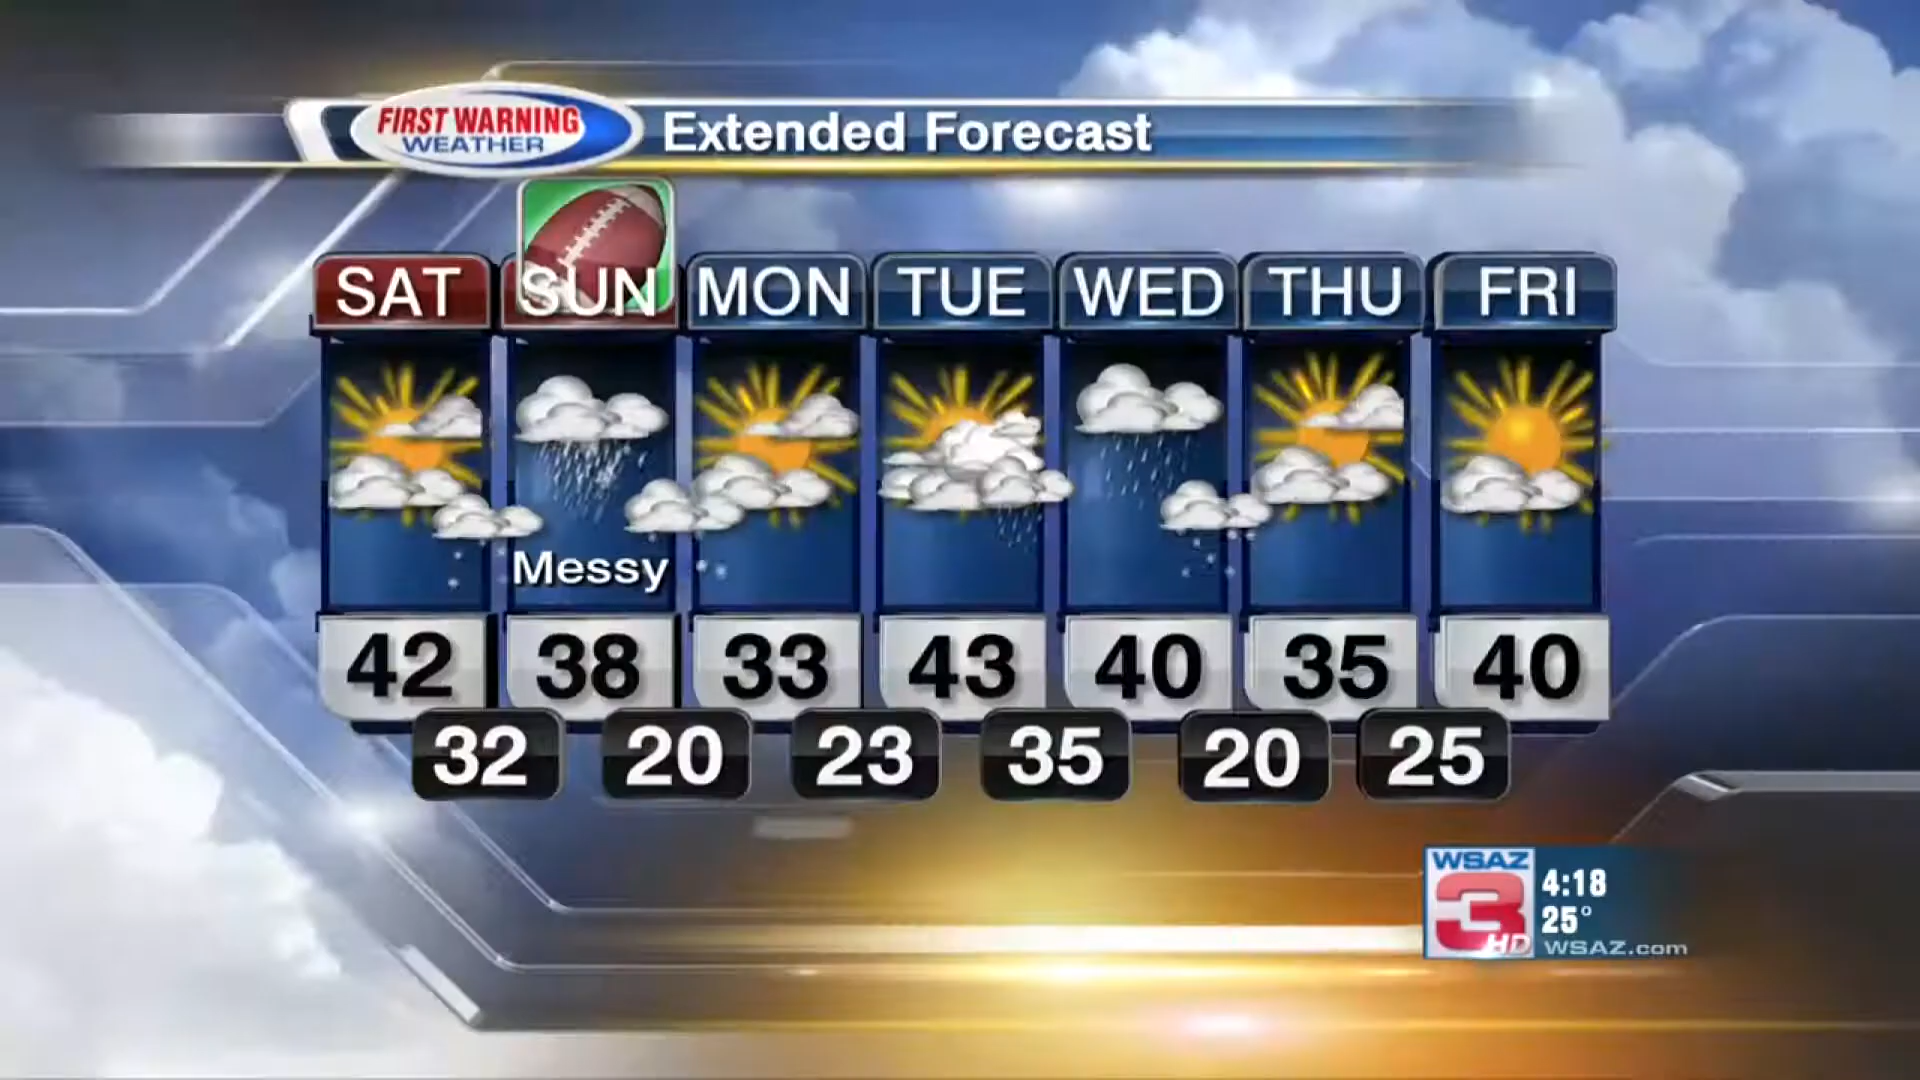 FIRST WARNING
WEATHER
Extended Forecast
SAT SUN MON TUE WED THU FRI
Messy
42 38 33 43 40 35 40
32 20 23 35 20 25
WSAZ
3
HD
4:18
25°
WSAZ.com